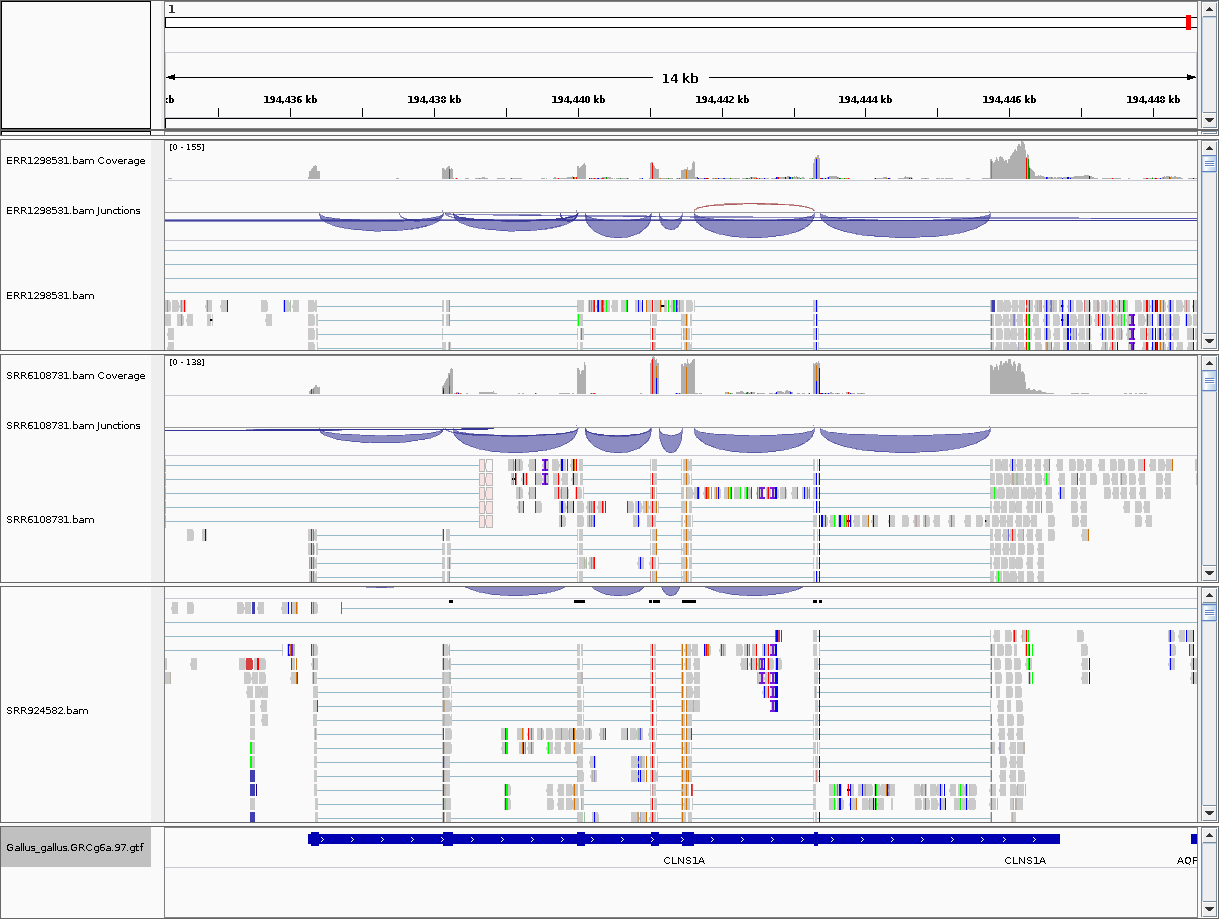 1
14 kb
kb
194,436 kb
194,438 kb
194,440 kb
194,442 kb
194,444 kb
194,446 kb
194,448 kb
ERR1298531.bam Coverage
[0 - 155]
ERR1298531.bam Junctions
ERR1298531.bam
SRR6108731.bam Coverage
[0 - 138]
SRR6108731.bam Junctions
SRR6108731.bam
SRR924582.bam
Gallus_gallus.GRCg6a.97.gtf
CLNS1A
CLNS1A